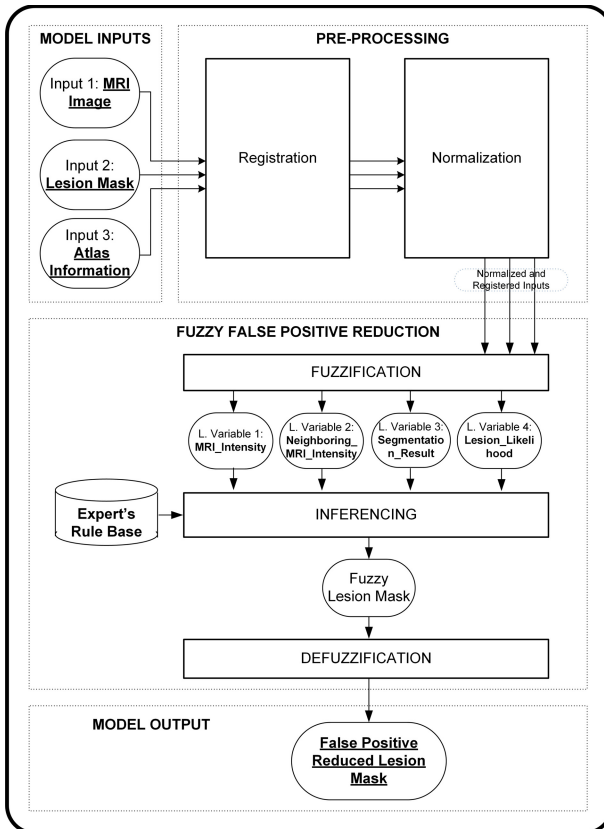 MODEL INPUTS
PRE-PROCESSING
Input 1: MRI
Image
Input 2:
Lesion Mask
Input 3:
Atlas
Information
Registration
Normalization
Normalized and
Registered Inputs
FUZZY FALSE POSITIVE REDUCTION
FUZZIFICATION
L. Variable 1:
MRI_Intensity
L. Variable 2:
Neighboring_
MRI_Intensity
L. Variable 3:
Segmentatio
n_Result
L. Variable 4:
Lesion_Likeli
hood
Expert's
Rule Base
INFERENCING
Fuzzy
Lesion Mask
DEFUZZIFICATION
MODEL OUTPUT
False Positive
Reduced Lesion
Mask